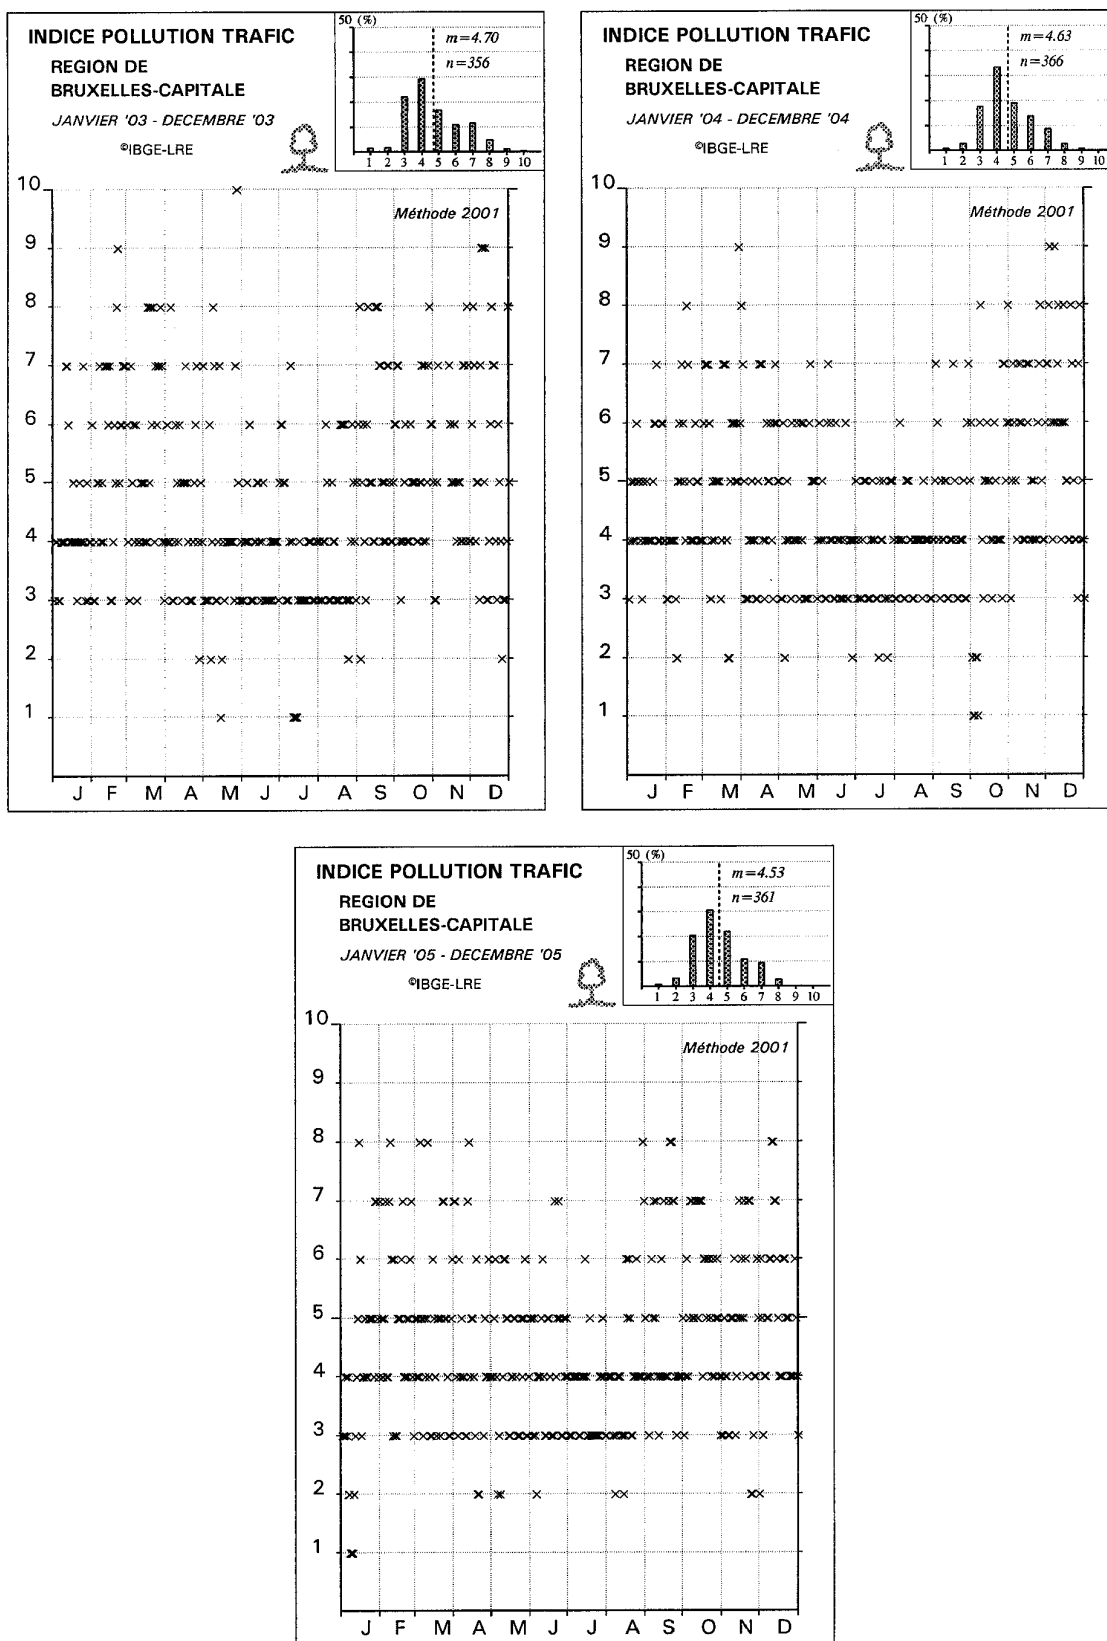 INDICE POLLUTION TRAFIC
REGION DE
BRUXELLES-CAPITALE
JANVIER '03 - DECEMBRE '03
©IBGE-LRE
50 (%)
m=4.70
n=356
1 2 3 4 5 6 7 8 9 10
Méthode 2001
10
9
8
7
6
5
4
3
2
1
J F M A M J J A S O N D
INDICE POLLUTION TRAFIC
REGION DE
BRUXELLES-CAPITALE
JANVIER '04 - DECEMBRE '04
©IBGE-LRE
50 (%)
m=4.63
n=366
1 2 3 4 5 6 7 8 9 10
Méthode 2001
10
9
8
7
6
5
4
3
2
1
J F M A M J J A S O N D
INDICE POLLUTION TRAFIC
REGION DE
BRUXELLES-CAPITALE
JANVIER '05 - DECEMBRE '05
©IBGE-LRE
50 (%)
m=4.53
n=361
1 2 3 4 5 6 7 8 9 10
Méthode 2001
10
9
8
7
6
5
4
3
2
1
J F M A M J J A S O N D